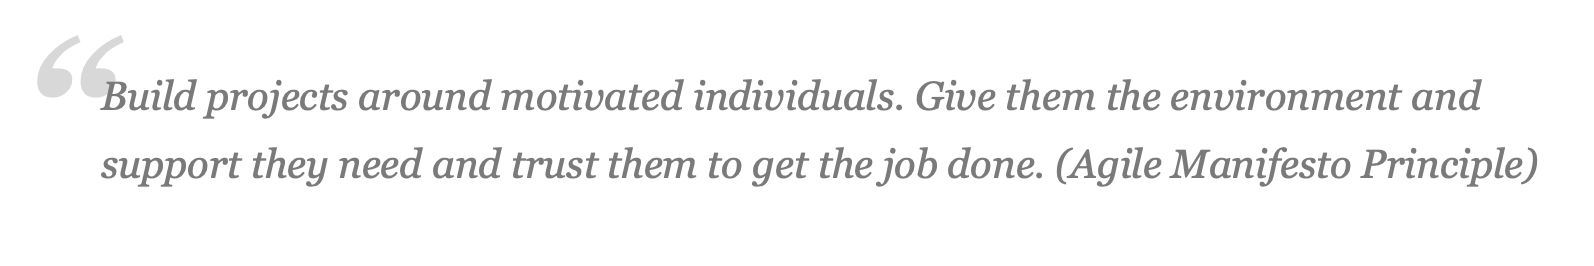 “Build projects around motivated individuals. Give them the environment and
support they need and trust them to get the job done. (Agile Manifesto Principle)